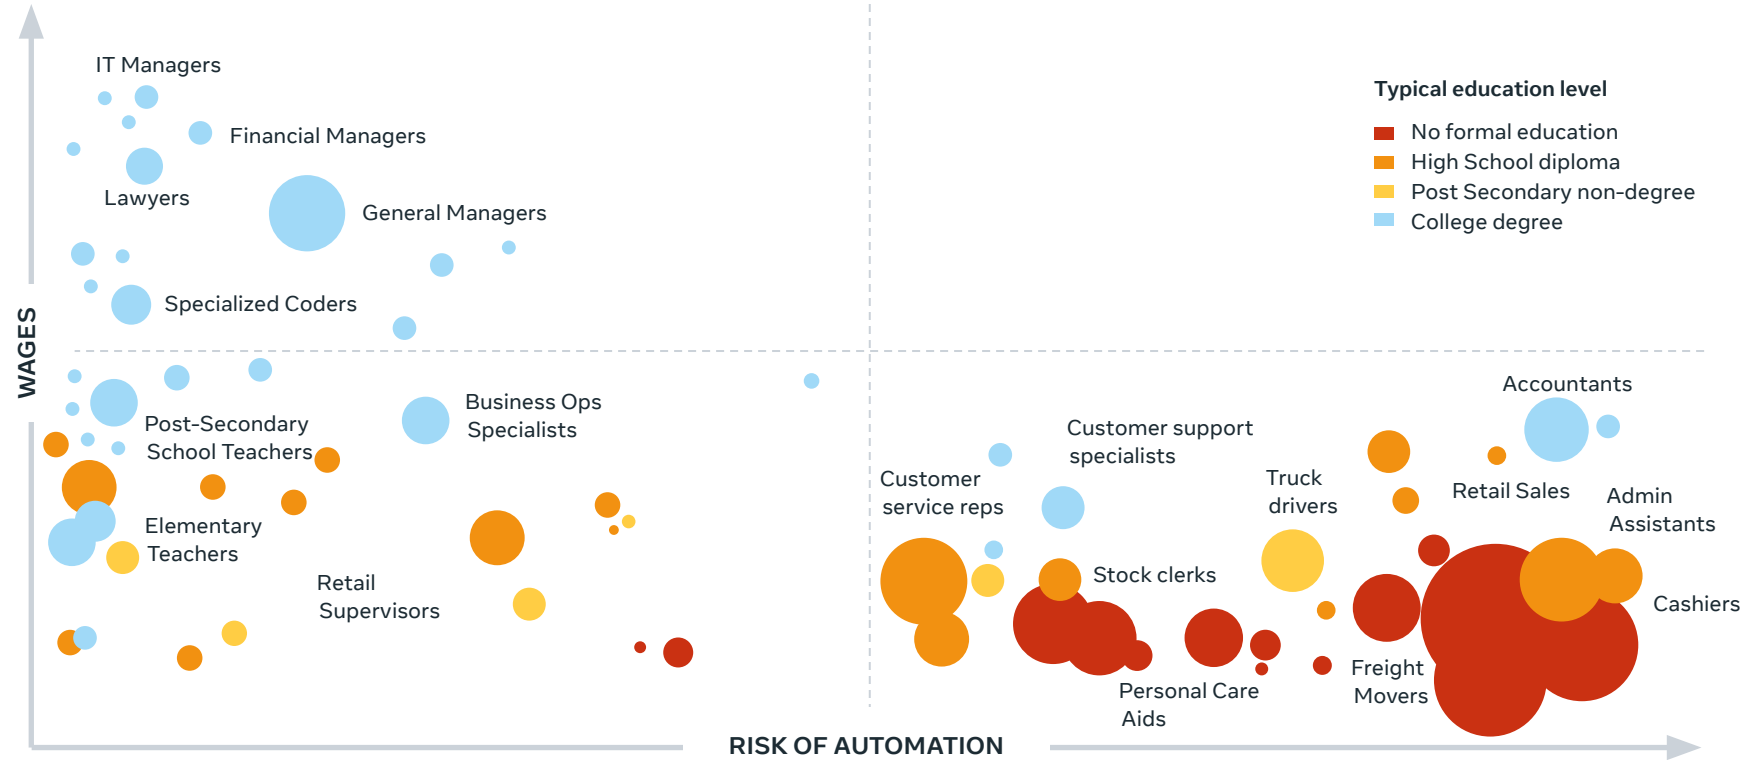 IT Managers
Financial Managers
Lawyers
General Managers
Specialized Coders
Typical education level
No formal education
High School diploma
Post Secondary non-degree
College degree
WAGES
Post-Secondary
School Teachers
Business Ops
Specialists
Elementary
Teachers
Retail
Supervisors
Customer
service reps
Customer support
specialists
Stock clerks
Truck
drivers
Accountants
Retail Sales
Admin
Assistants
Cashiers
Personal Care
Aids
Freight
Movers
RISK OF AUTOMATION